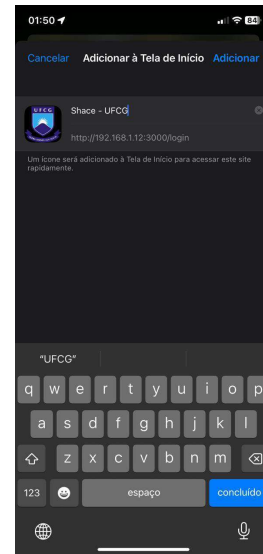 01:50
84
Cancelar Adicionar à Tela de Início Adicionar
UFCG
Shace - UFCG
http://192.168.1.12:3000/login
Um ícone será adicionado à Tela de Início para acessar este site
rapidamente.
“UFCG”
q w e r t y u i o p
a s d f g h j k l
z x c v b n m
123 espaço concluído